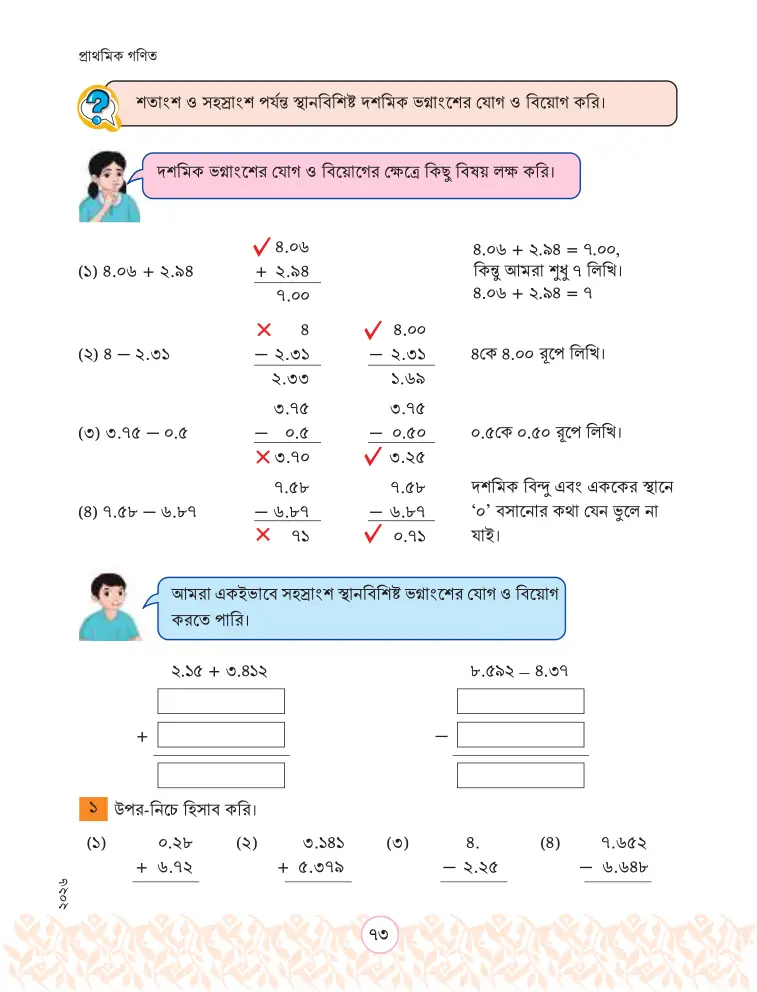 প্রাথমিক গণিত
শতাংশ ও সহস্রাংশ পর্যন্ত স্থানবিশিষ্ট দশমিক ভগ্নাংশের যোগ ও বিয়োগ করি।
দশমিক ভগ্নাংশের যোগ ও বিয়োগের ক্ষেত্রে কিছু বিষয় লক্ষ করি।
(১) ৪.০৬ + ২.৯৪
৪.০৬
+ ২.৯৪
৭.০০
৪.০৬ + ২.৯৪ = ৭.০০,
কিন্তু আমরা শুধু ৭ লিখি।
৪.০৬ + ২.৯৪ = ৭
(২) ৪ – ২.৩১
৪
– ২.৩১
২.৩৩
৪.০০
– ২.৩১
১.৬৯
৪কে ৪.০০ রূপে লিখি।
(৩) ৩.৭৫ – ০.৫
৩.৭৫
– ০.৫
৩.৭০
৩.৭৫
– ০.৫০
৩.২৫
০.৫কে ০.৫০ রূপে লিখি।
(৪) ৭.৫৮ – ৬.৮৭
৭.৫৮
– ৬.৮৭
৭১
৭.৫৮
– ৬.৮৭
০.৭১
দশমিক বিন্দু এবং এককের স্থানে
‘০’ বসানোর কথা যেন ভুলে না
যাই।
আমরা একইভাবে সহস্রাংশ স্থানবিশিষ্ট ভগ্নাংশের যোগ ও বিয়োগ
করতে পারি।
২.১৫ + ৩.৪১২
+
৮.৫৯২ – ৪.৩৭
–
১ উপর-নিচে হিসাব করি।
(১) ০.২৮
+ ৬.৭২
(২) ৩.১৪১
+ ৫.৩৭৯
(৩) ৪.
– ২.২৫
(৪) ৭.৬৫২
– ৬.৬৪৮
২০২৬
৭৩